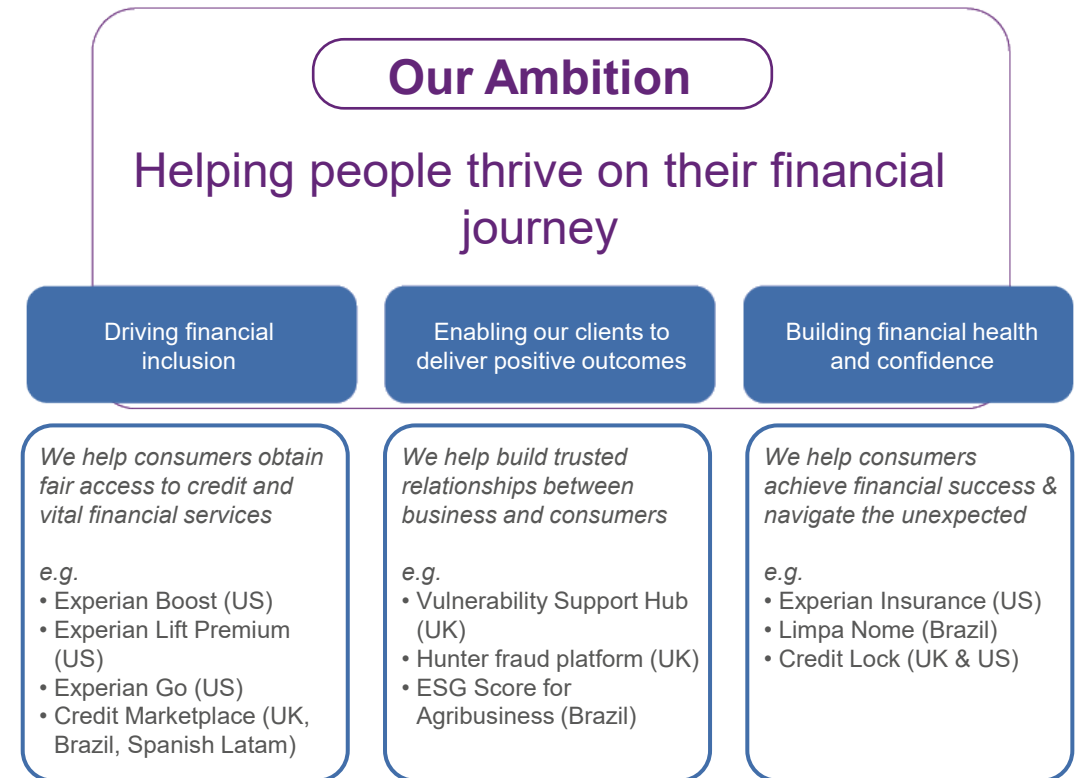 Our Ambition
Helping people thrive on their financial
journey
Driving financial
inclusion
We help consumers obtain
fair access to credit and
vital financial services
e.g.
• Experian Boost (US)
• Experian Lift Premium
(US)
• Experian Go (US)
• Credit Marketplace (UK,
Brazil, Spanish Latam)
Enabling our clients to
deliver positive outcomes
We help build trusted
relationships between
business and consumers
e.g.
• Vulnerability Support Hub
(UK)
• Hunter fraud platform (UK)
• ESG Score for
Agribusiness (Brazil)
Building financial health
and confidence
We help consumers
achieve financial success &
navigate the unexpected
e.g.
• Experian Insurance (US)
• Limpa Nome (Brazil)
• Credit Lock (UK & US)